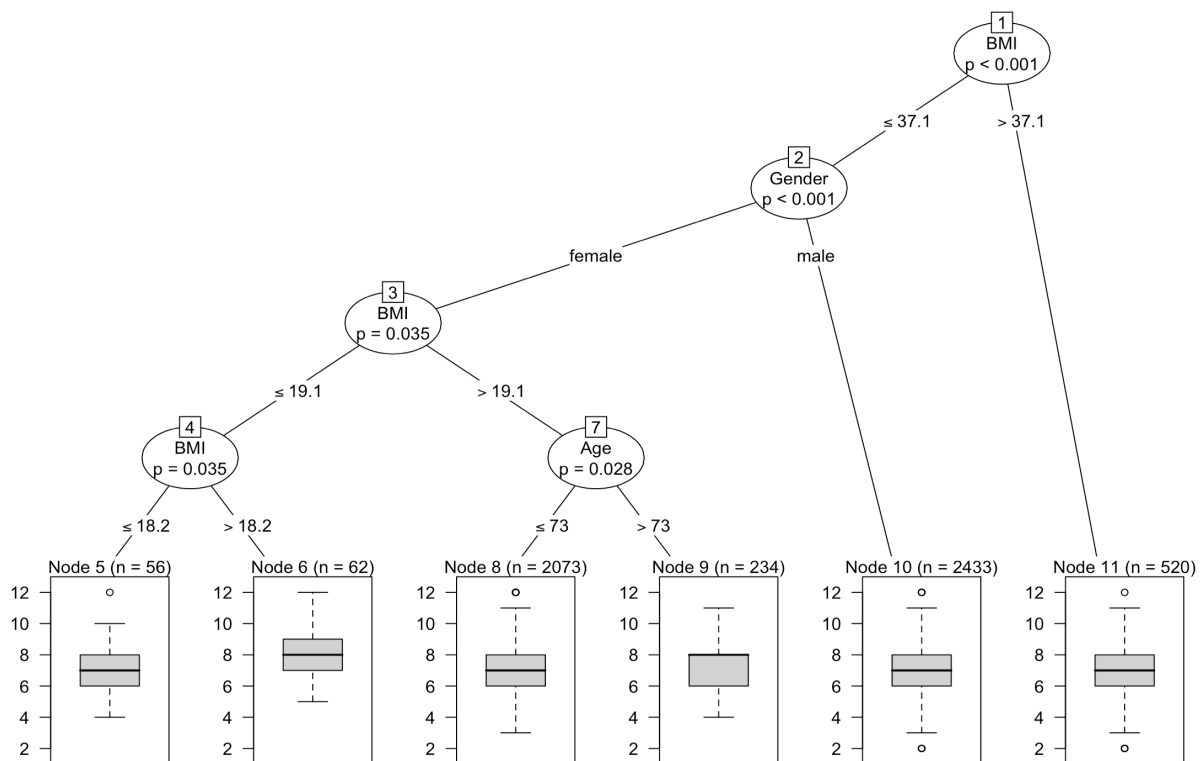 1
BMI
p < 0.001
≤ 37.1
> 37.1
2
Gender
p < 0.001
female
male
3
BMI
p = 0.035
≤ 19.1
> 19.1
4
BMI
p = 0.035
7
Age
p = 0.028
≤ 18.2
> 18.2
≤ 73
> 73
Node 5 (n = 56)
12
10
8
6
4
2
Node 6 (n = 62)
12
10
8
6
4
2
Node 8 (n = 2073)
12
10
8
6
4
2
Node 9 (n = 234)
12
10
8
6
4
2
Node 10 (n = 2433)
12
10
8
6
4
2
Node 11 (n = 520)
12
10
8
6
4
2